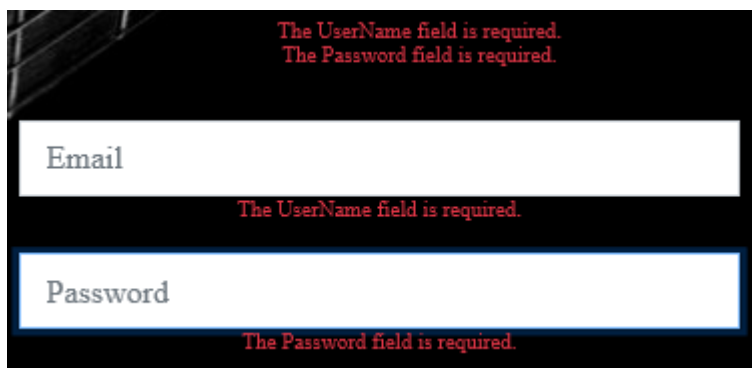 The UserName field is required.
The Password field is required.
Email
The UserName field is required.
Password
The Password field is required.